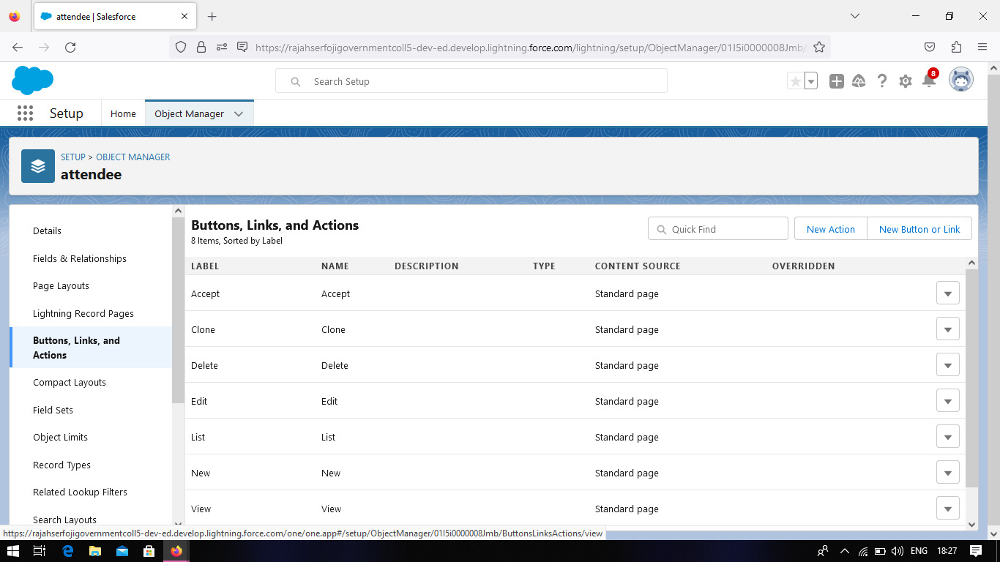 attendee | Salesforce
https://rajahserfojigovernmentcoll5-dev-ed.develop.lightning.force.com/lightning/setup/ObjectManager/01I5i0000008Jmb/
Search Setup
8
Setup
Home
Object Manager
SETUP > OBJECT MANAGER
attendee
Details
Fields & Relationships
Page Layouts
Lightning Record Pages
Buttons, Links, and
Actions
Compact Layouts
Field Sets
Object Limits
Record Types
Related Lookup Filters
Search Layouts
Buttons, Links, and Actions
8 Items, Sorted by Label
Quick Find
New Action
New Button or Link
LABEL NAME DESCRIPTION TYPE CONTENT SOURCE OVERRIDDEN
Accept Accept Standard page
Clone Clone Standard page
Delete Delete Standard page
Edit Edit Standard page
List List Standard page
New New Standard page
View View Standard page
https://rajahserfojigovernmentcoll5-dev-ed.develop.lightning.force.com/one/one.app#/setup/ObjectManager/01I5i0000008Jmb/ButtonsLinksActions/view
ENG 18:27